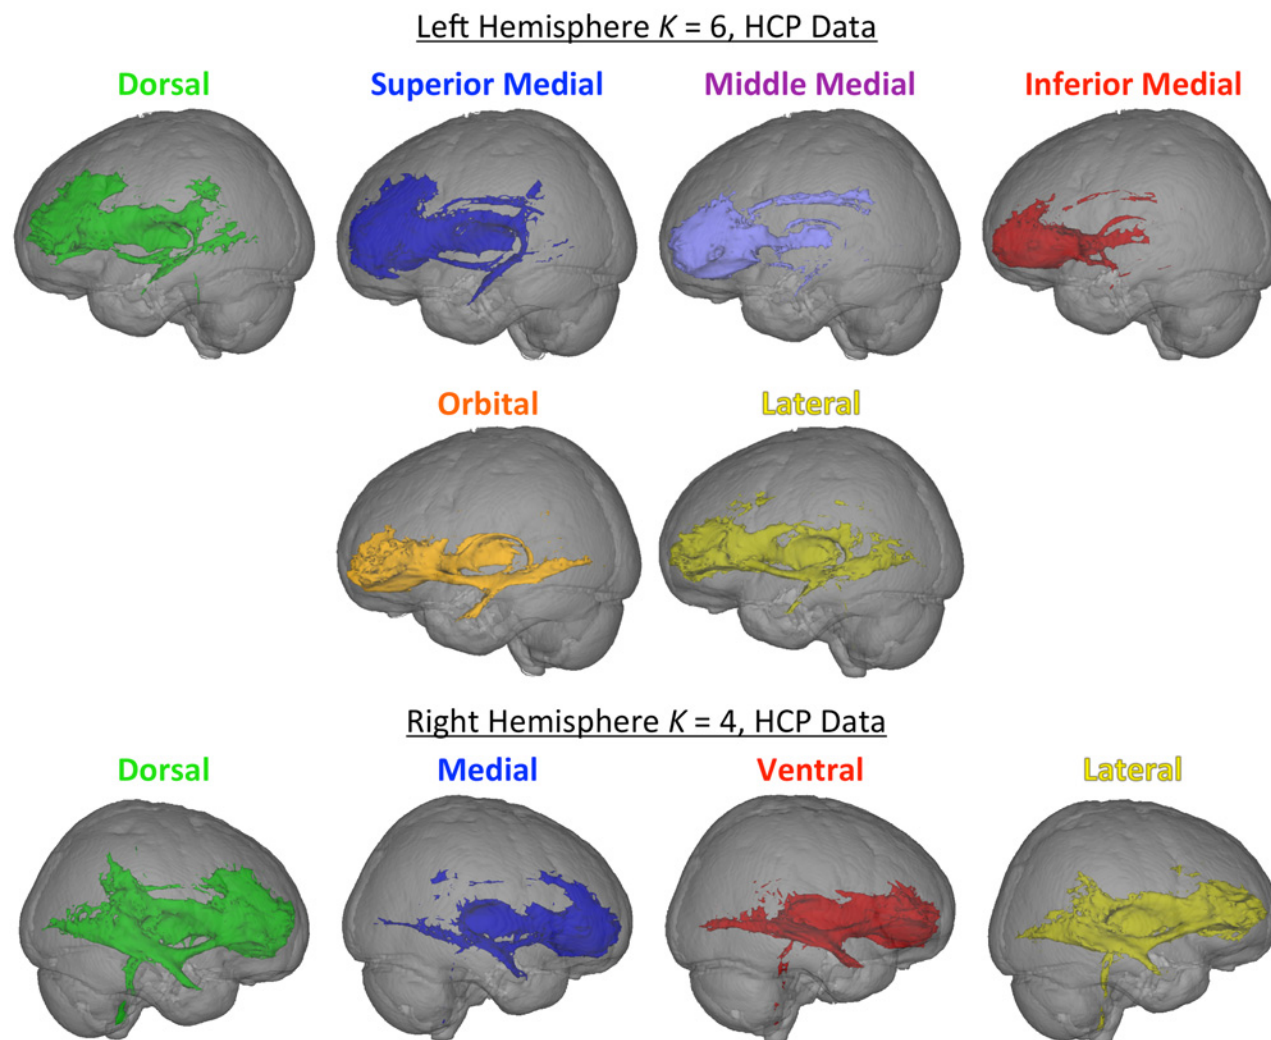 Left Hemisphere K = 6, HCP Data
Dorsal
Superior Medial
Middle Medial
Inferior Medial
Orbital
Lateral
Right Hemisphere K = 4, HCP Data
Dorsal
Medial
Ventral
Lateral